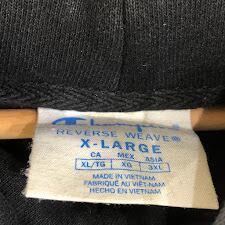 Champion
REVERSE WEAVE®
X-LARGE
CA MEX ASIA
XL/TG XG 3XL
MADE IN VIETNAM
FABRIQUÉ AU VIET NAM
HECHO EN VIETNAM